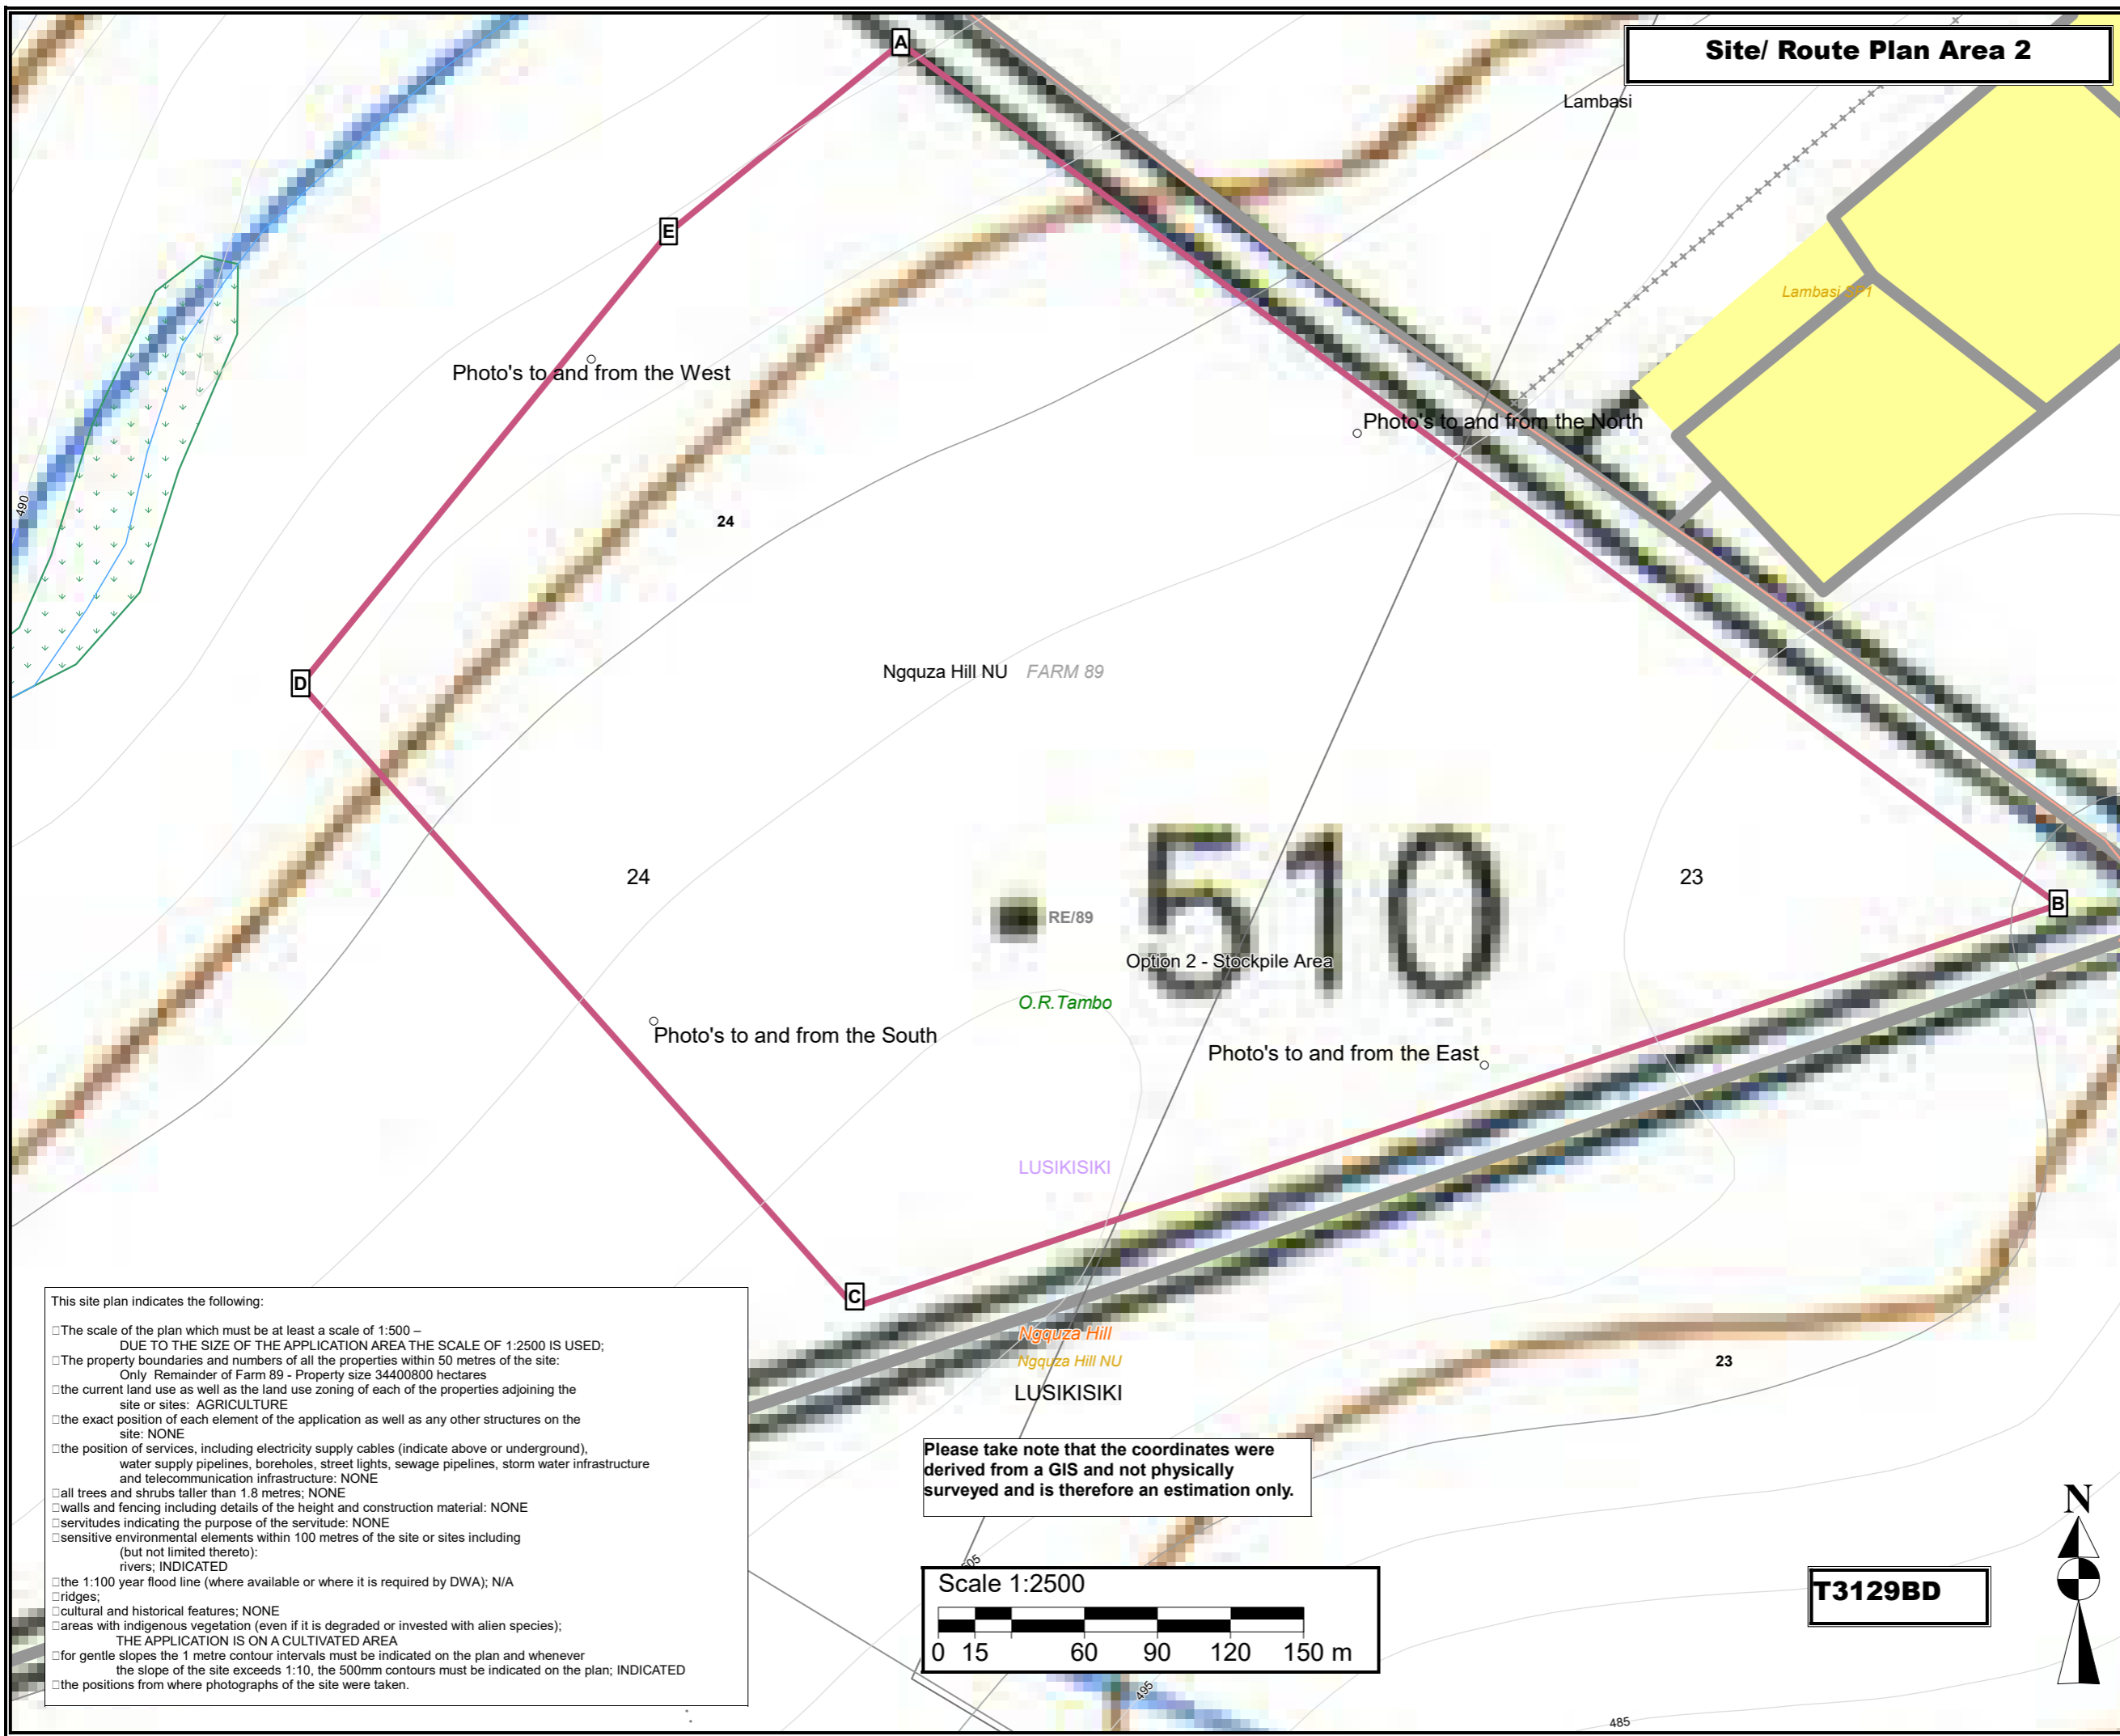 Site/ Route Plan Area 2
A
Lambasi
E
Lambasi SP1
Photo's to and from the West
Photo's to and from the North
490
24
Ngquza Hill NU FARM 89
D
510
24
23
B
RE/89
Option 2 - Stockpile Area
O.R.Tambo
Photo's to and from the South
Photo's to and from the East
LUSIKISIKI
C
Ngquza Hill
Ngquza Hill NU
LUSIKISIKI
23
This site plan indicates the following:
The scale of the plan which must be at least a scale of 1:500 –
DUE TO THE SIZE OF THE APPLICATION AREA THE SCALE OF 1:2500 IS USED;
The property boundaries and numbers of all the properties within 50 metres of the site:
Only Remainder of Farm 89 - Property size 34400800 hectares
the current land use as well as the land use zoning of each of the properties adjoining the
site or sites: AGRICULTURE
the exact position of each element of the application as well as any other structures on the
site: NONE
the position of services, including electricity supply cables (indicate above or underground),
water supply pipelines, boreholes, street lights, sewage pipelines, storm water infrastructure
and telecommunication infrastructure: NONE
all trees and shrubs taller than 1.8 metres; NONE
walls and fencing including details of the height and construction material: NONE
servitudes indicating the purpose of the servitude: NONE
sensitive environmental elements within 100 metres of the site or sites including
(but not limited thereto):
rivers; INDICATED
the 1:100 year flood line (where available or where it is required by DWA); N/A
ridges;
cultural and historical features; NONE
areas with indigenous vegetation (even if it is degraded or invested with alien species);
THE APPLICATION IS ON A CULTIVATED AREA
for gentle slopes the 1 metre contour intervals must be indicated on the plan and whenever
the slope of the site exceeds 1:10, the 500mm contours must be indicated on the plan; INDICATED
the positions from where photographs of the site were taken.
Please take note that the coordinates were
derived from a GIS and not physically
surveyed and is therefore an estimation only.
N
Scale 1:2500
0 15 60 90 120 150 m
T3129BD
495
485